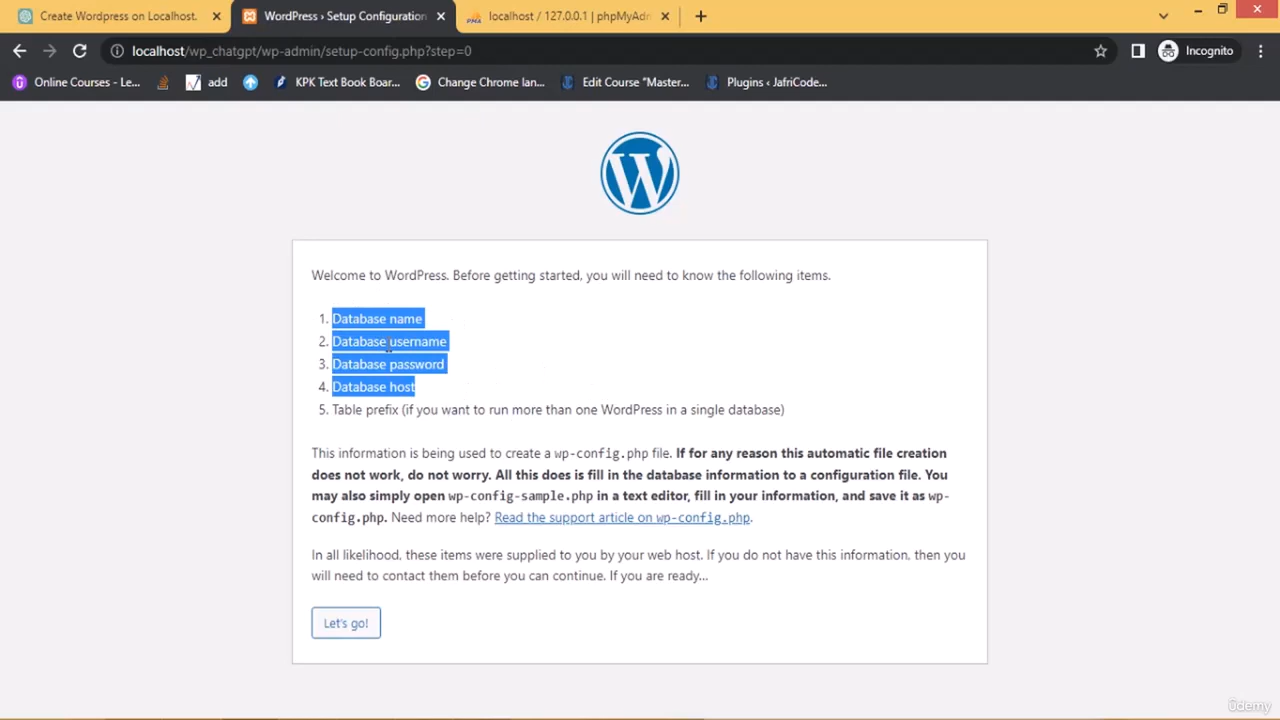 Create Wordpress on Localhost.
WordPress › Setup Configuration
localhost / 127.0.0.1 | phpMyAdm
localhost/wp_chatgpt/wp-admin/setup-config.php?step=0
Incognito
Online Courses - Le...
add
KPK Text Book Boar...
Change Chrome lan...
Edit Course "Master...
Plugins ‹ JafriCode...
W
Welcome to WordPress. Before getting started, you will need to know the following items.
1. Database name
2. Database username
3. Database password
4. Database host
5. Table prefix (if you want to run more than one WordPress in a single database)
This information is being used to create a wp-config.php file. If for any reason this automatic file creation
does not work, do not worry. All this does is fill in the database information to a configuration file. You
may also simply open wp-config-sample.php in a text editor, fill in your information, and save it as wp-
config.php. Need more help? Read the support article on wp-config.php.
In all likelihood, these items were supplied to you by your web host. If you do not have this information, then you
will need to contact them before you can continue. If you are ready...
Let's go!
ûdemy